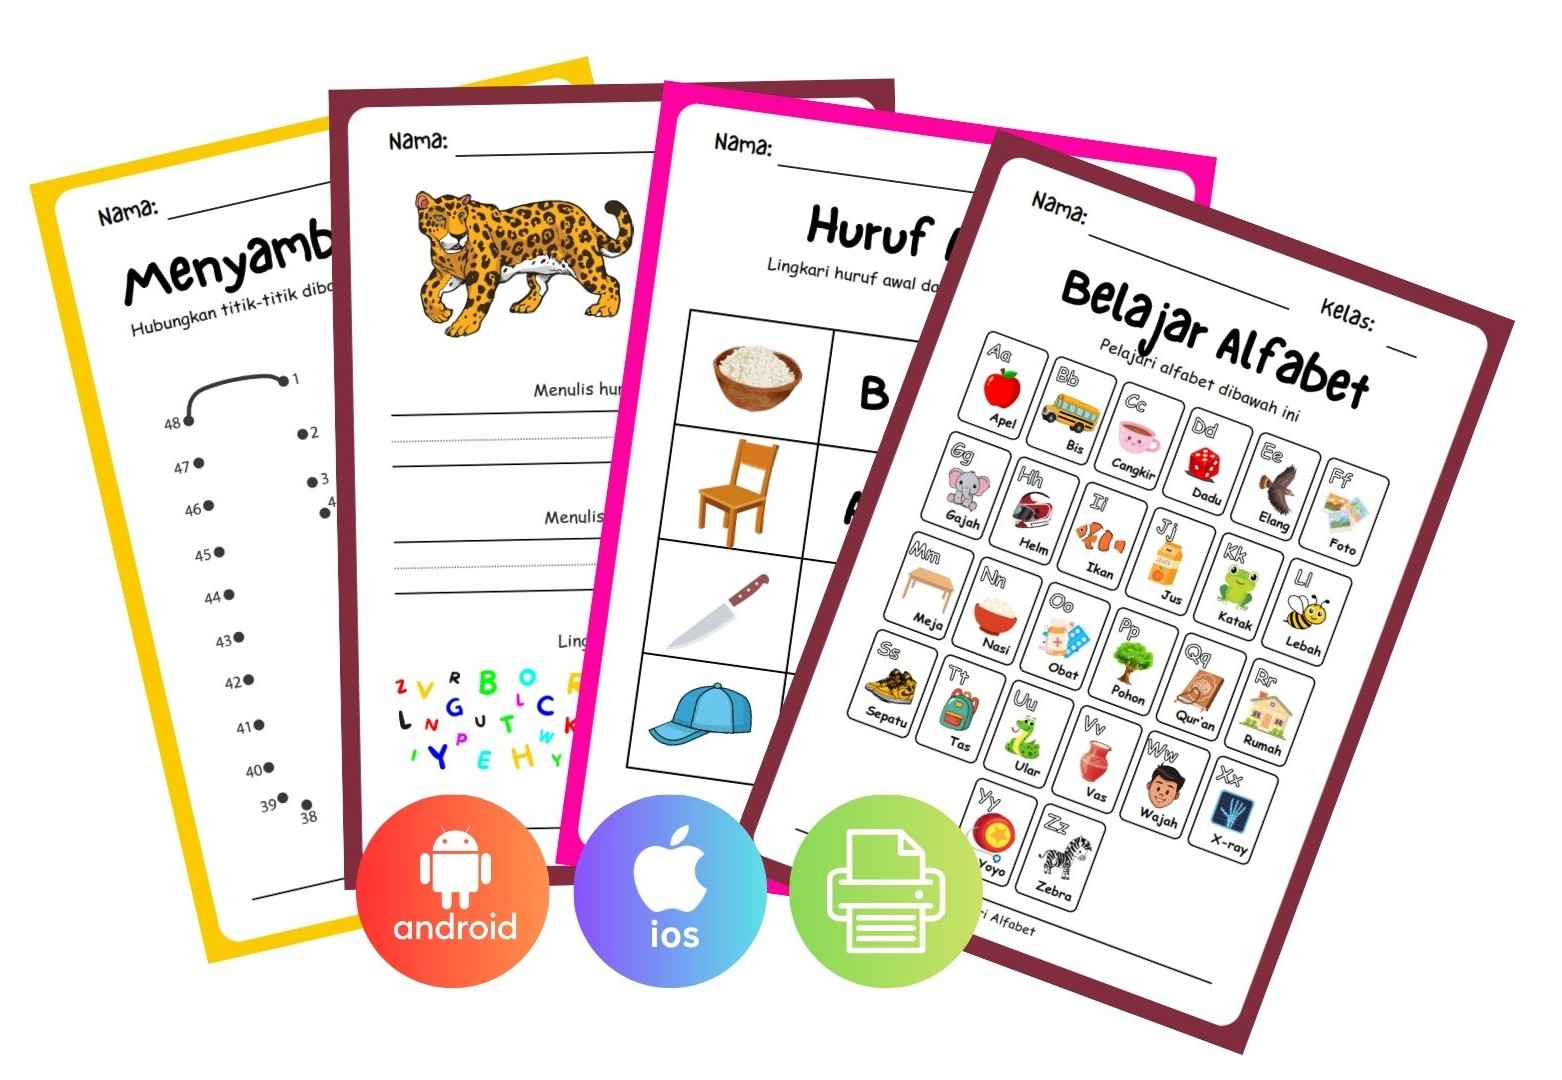 Nama:
Menyamb
Hubungkan titik-titik diba
1
48
2
47
3
4
46
45
44
43
42
41
40
39
38
Nama:
Menulis hur
Menulis
Ling
Z V R B O R
L N G U T L C K
I Y P E H W Y
Nama:
Huruf
Lingkari huruf awal da
B
Nama:
Kelas:
Belajar Alfabet
Pelajari alfabet dibawah ini
Aa
Apel
Bb
Bis
Cc
Cangkir
Dd
Dadu
Ee
Elang
Ff
Foto
Gg
Gajah
Hh
Helm
Ii
Ikan
Jj
Jus
Kk
Katak
Ll
Lebah
Mm
Meja
Nn
Nasi
Oo
Obat
Pp
Pohon
Qq
Qur'an
Rr
Rumah
Ss
Sepatu
Tt
Tas
Uu
Ular
Vv
Vas
Ww
Wajah
Xx
X-ray
Yy
Yoyo
Zz
Zebra
ri Alfabet
android
ios